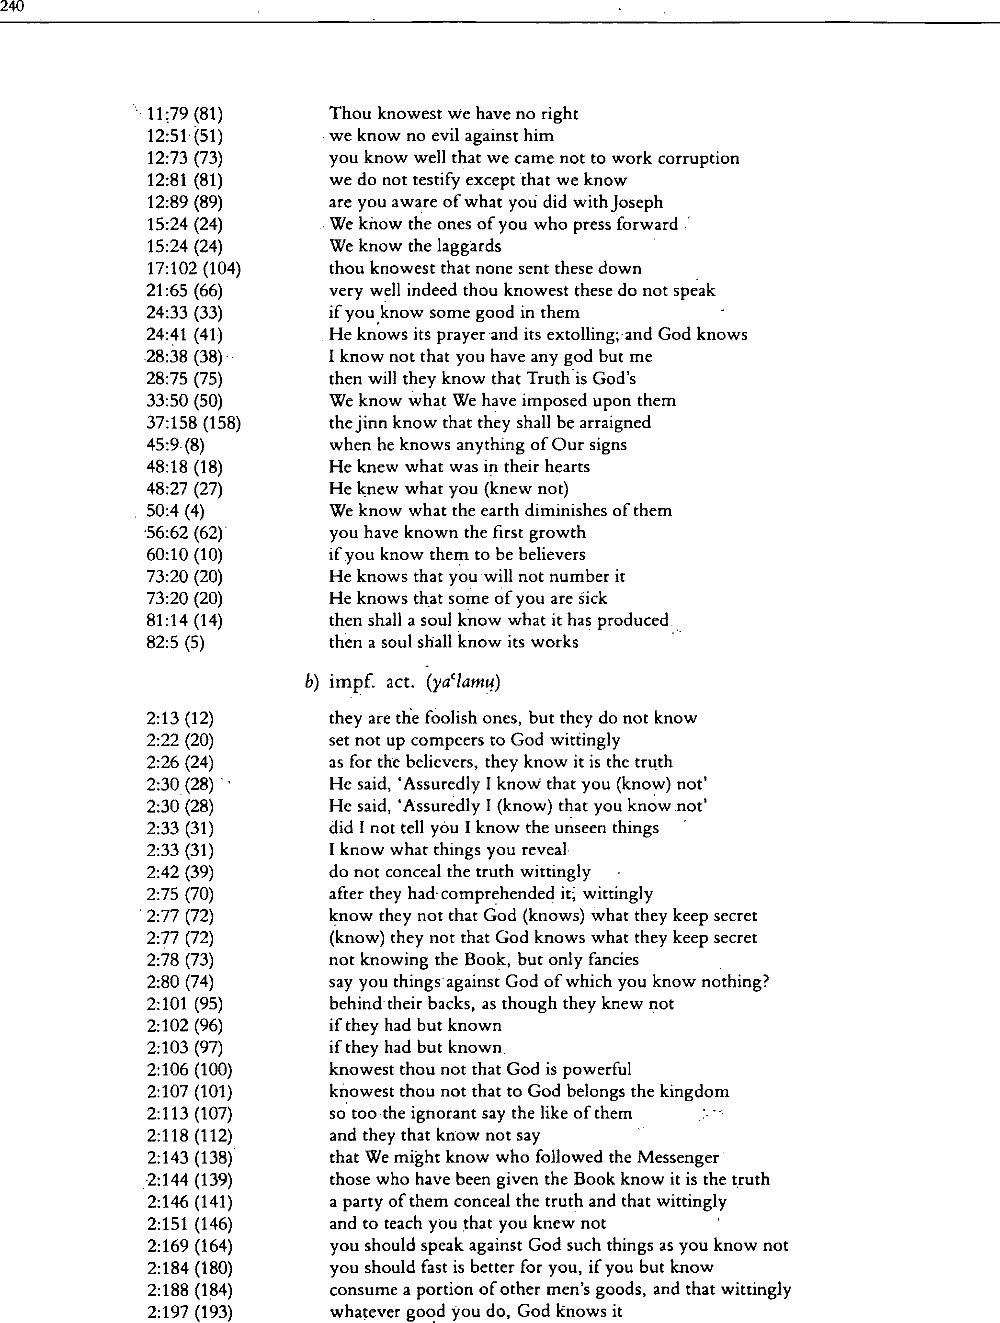 240
11:79 (81) Thou knowest we have no right
12:51 (51) we know no evil against him
12:73 (73) you know well that we came not to work corruption
12:81 (81) we do not testify except that we know
12:89 (89) are you aware of what you did with Joseph
15:24 (24) We know the ones of you who press forward
15:24 (24) We know the laggards
17:102 (104) thou knowest that none sent these down
21:65 (66) very well indeed thou knowest these do not speak
24:33 (33) if you know some good in them
24:41 (41) He knows its prayer and its extolling; and God knows
28:38 (38) I know not that you have any god but me
28:75 (75) then will they know that Truth is God's
33:50 (50) We know what We have imposed upon them
37:158 (158) the jinn know that they shall be arraigned
45:9 (8) when he knows anything of Our signs
48:18 (18) He knew what was in their hearts
48:27 (27) He knew what you (knew not)
50:4 (4) We know what the earth diminishes of them
56:62 (62) you have known the first growth
60:10 (10) if you know them to be believers
73:20 (20) He knows that you will not number it
73:20 (20) He knows that some of you are sick
81:14 (14) then shall a soul know what it has produced
82:5 (5) then a soul shall know its works
b) impf. act. (yaʿlamu)
2:13 (12) they are the foolish ones, but they do not know
2:22 (20) set not up compeers to God wittingly
2:26 (24) as for the believers, they know it is the truth
2:30 (28) He said, 'Assuredly I know that you (know) not'
2:30 (28) He said, 'Assuredly I (know) that you know not'
2:33 (31) did I not tell you I know the unseen things
2:33 (31) I know what things you reveal
2:42 (39) do not conceal the truth wittingly
2:75 (70) after they had comprehended it, wittingly
2:77 (72) know they not that God (knows) what they keep secret
2:77 (72) (know) they not that God knows what they keep secret
2:78 (73) not knowing the Book, but only fancies
2:80 (74) say you things against God of which you know nothing?
2:101 (95) behind their backs, as though they knew not
2:102 (96) if they had but known
2:103 (97) if they had but known
2:106 (100) knowest thou not that God is powerful
2:107 (101) knowest thou not that to God belongs the kingdom
2:113 (107) so too the ignorant say the like of them
2:118 (112) and they that know not say
2:143 (138) that We might know who followed the Messenger
2:144 (139) those who have been given the Book know it is the truth
2:146 (141) a party of them conceal the truth and that wittingly
2:151 (146) and to teach you that you knew not
2:169 (164) you should speak against God such things as you know not
2:184 (180) you should fast is better for you, if you but know
2:188 (184) consume a portion of other men's goods, and that wittingly
2:197 (193) whatever good you do, God knows it